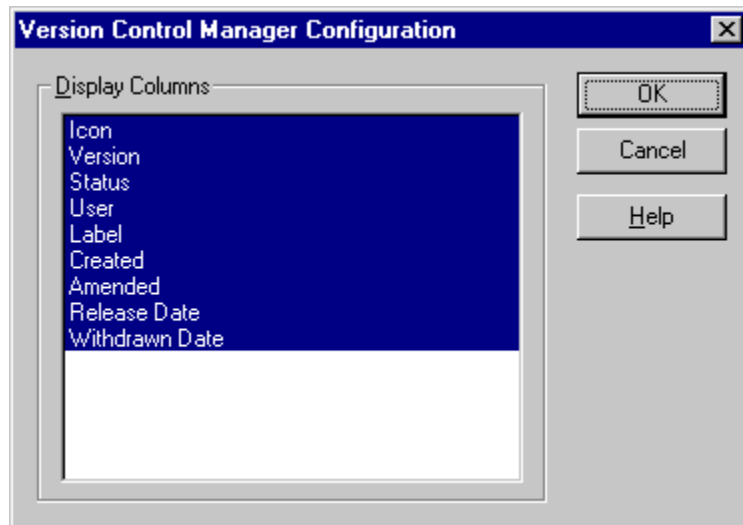 Version Control Manager Configuration
Display Columns
Icon
Version
Status
User
Label
Created
Amended
Release Date
Withdrawn Date
OK
Cancel
Help